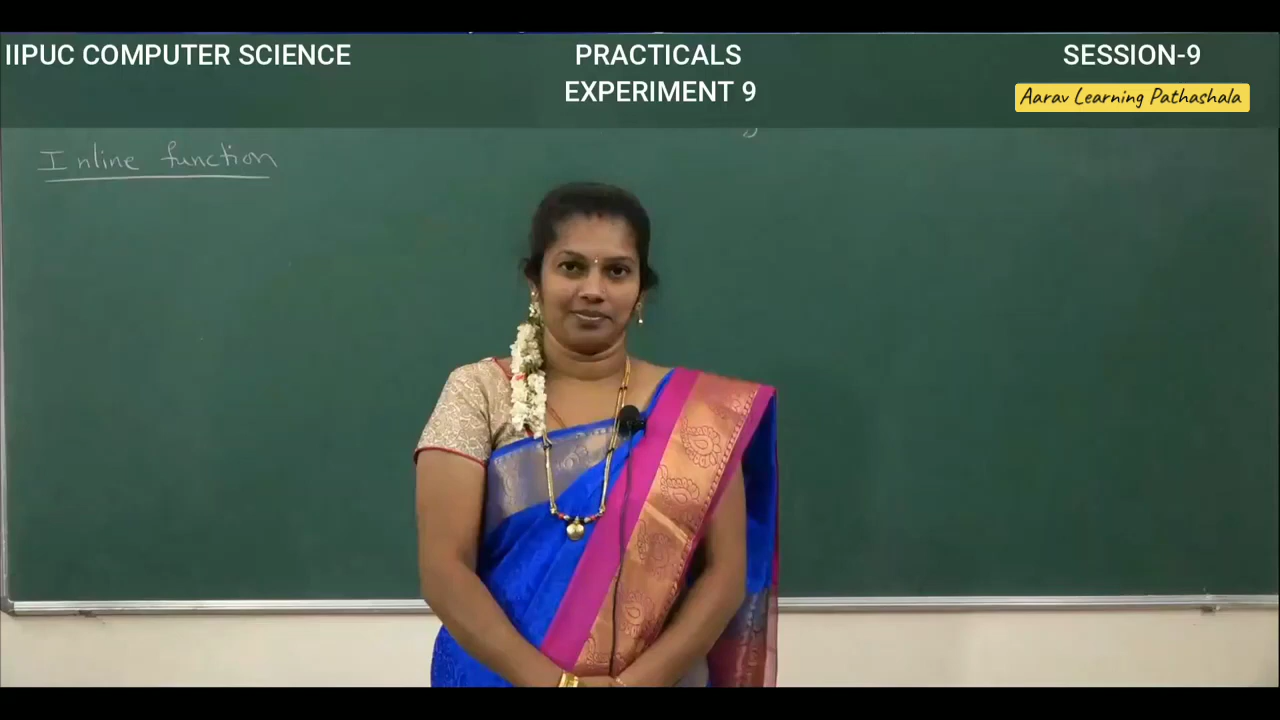 IIPUC COMPUTER SCIENCE
PRACTICALS
EXPERIMENT 9
SESSION-9
Aarav Learning Pathashala
Inline function